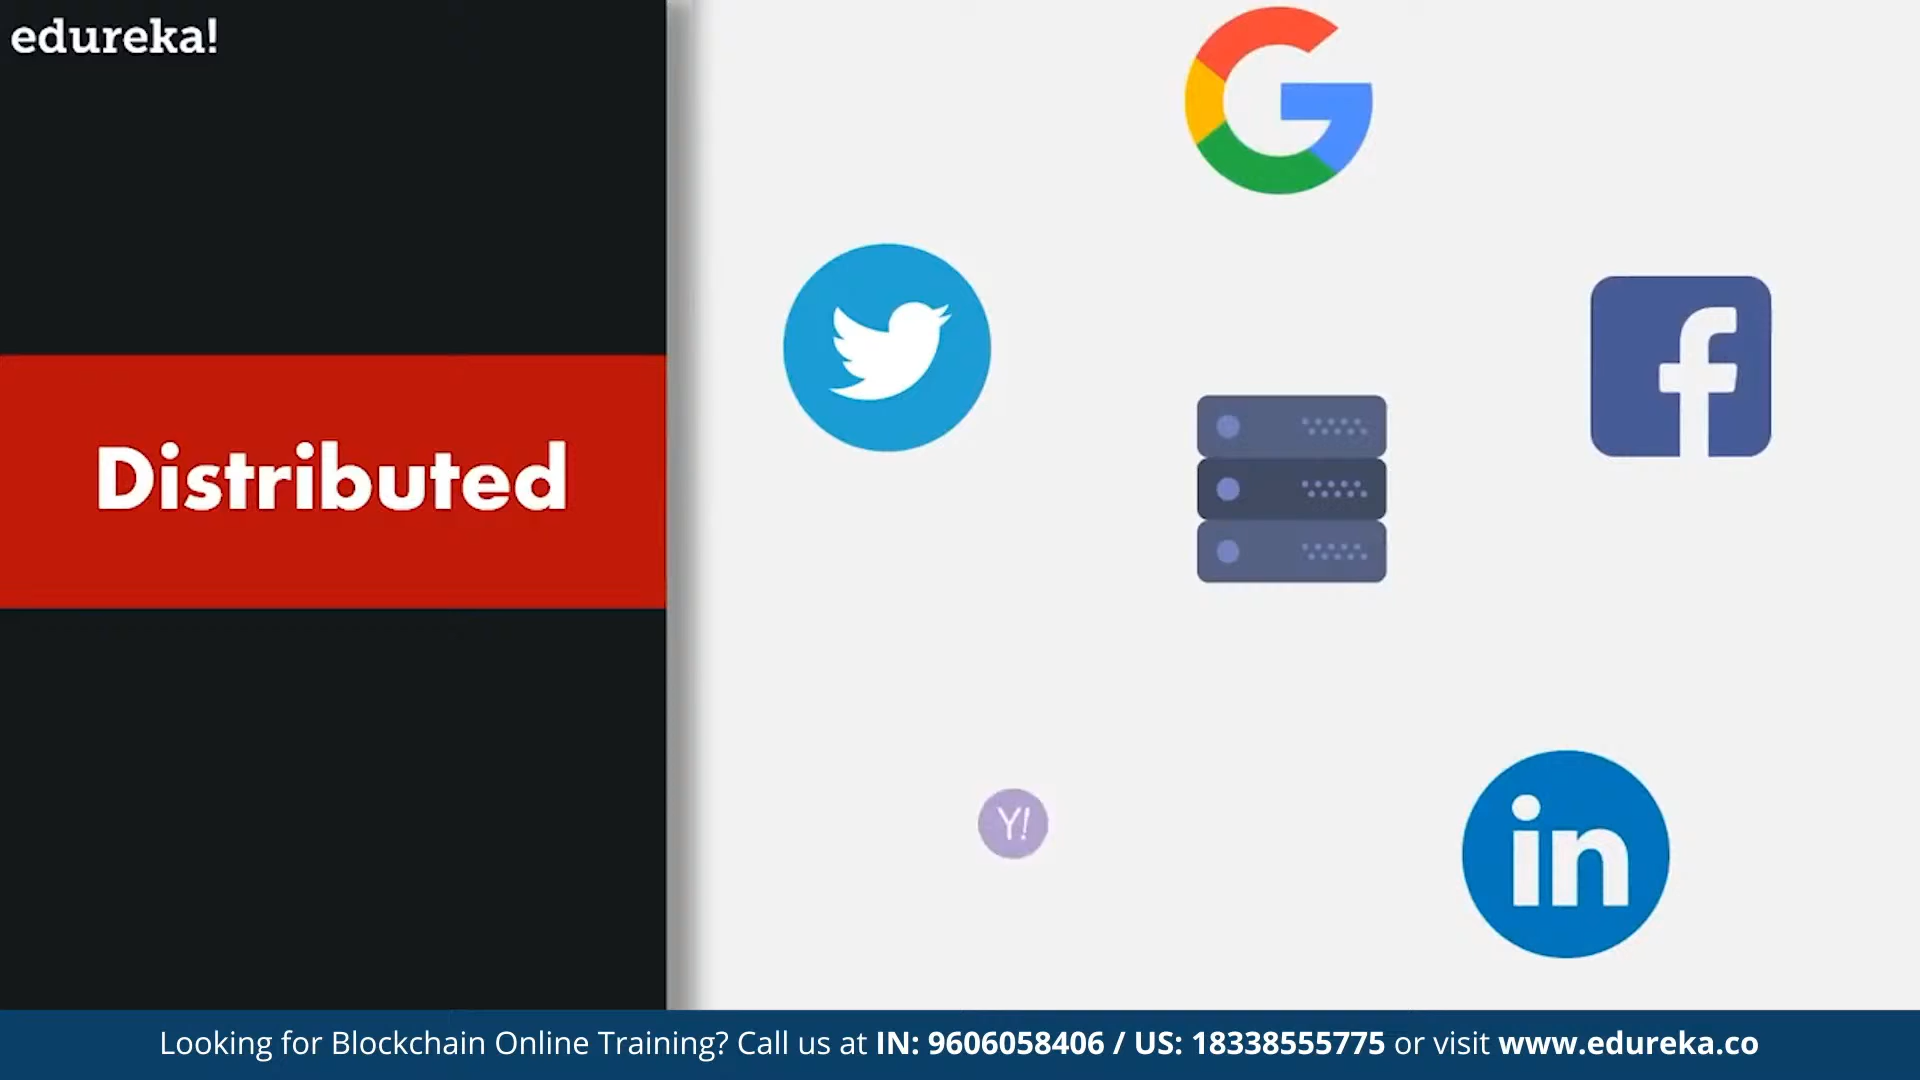 edureka!
Distributed
Y!
in
Looking for Blockchain Online Training? Call us at IN: 9606058406 / US: 18338555775 or visit www.edureka.co